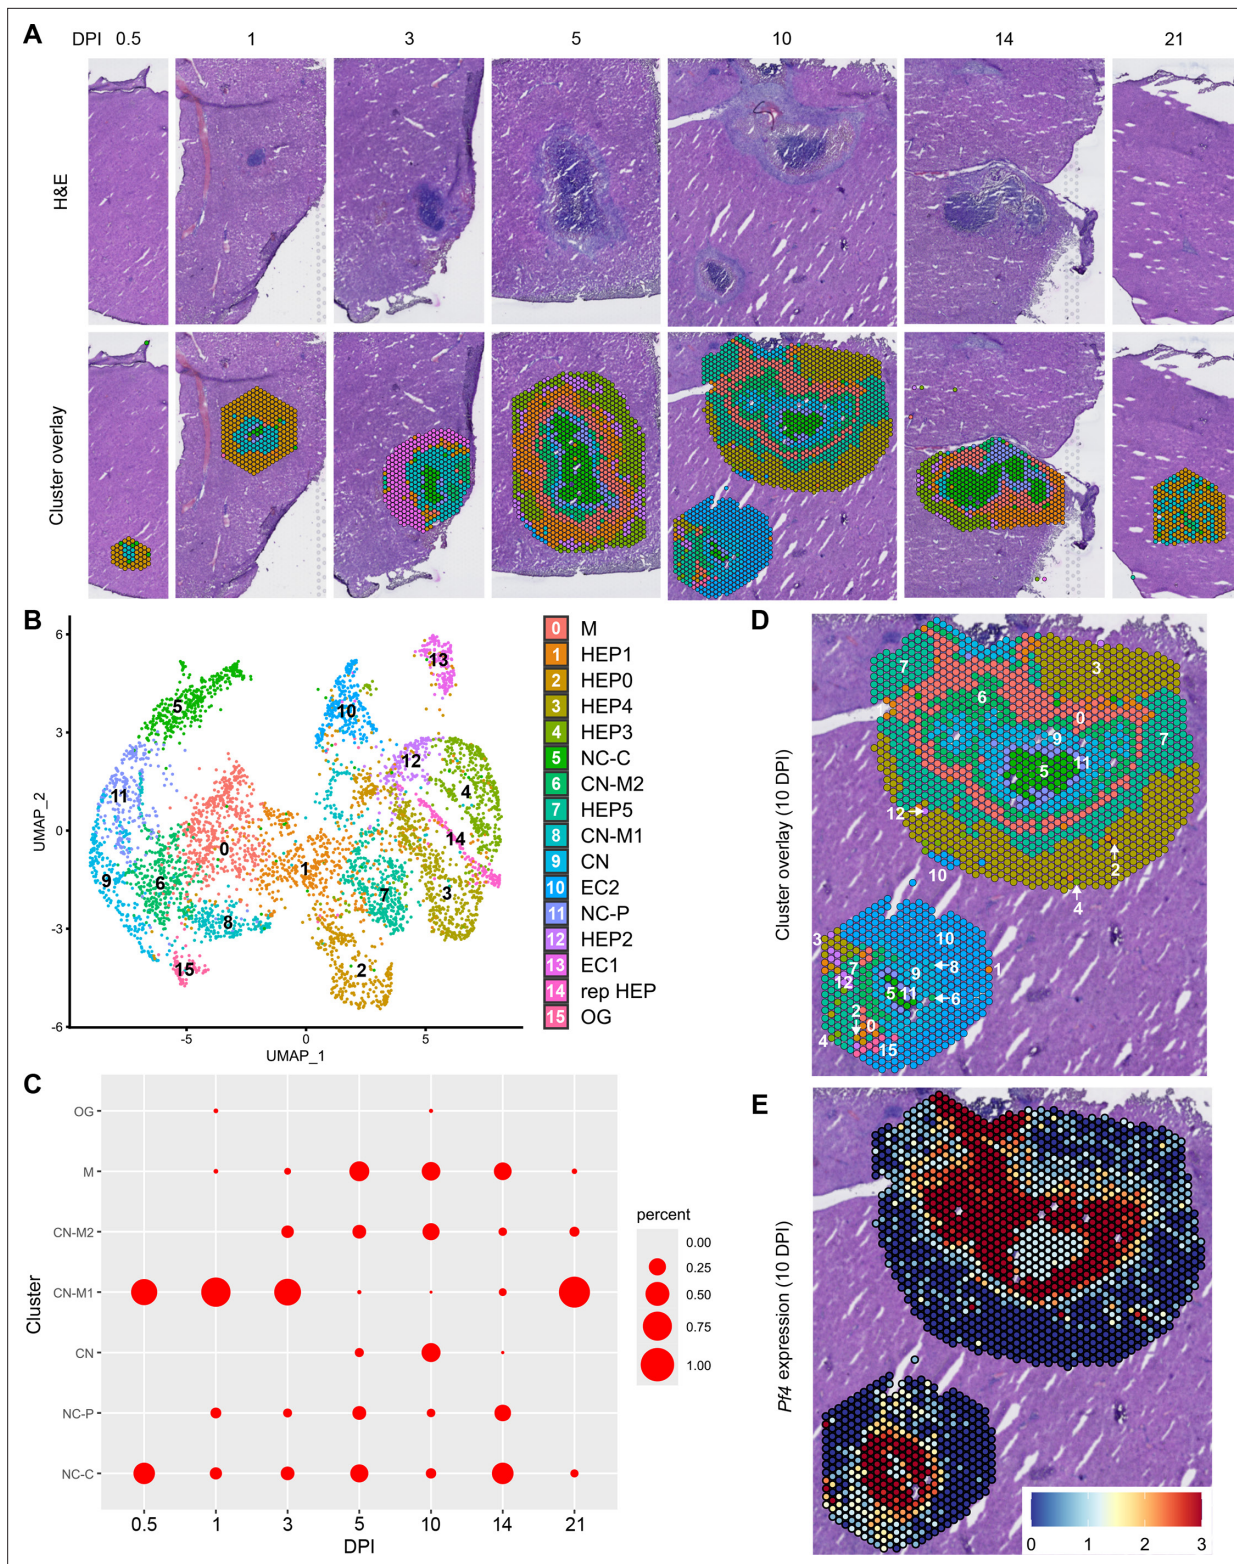 A
DPI 0.5 1 3 5 10 14 21
H&E
Cluster overlay
B
6
3
0
-3
-6
UMAP_2
-5 0 5
UMAP_1
13
5
10
12
11
4
0
14
1
9
6
7
3
8
15
2
0 M
1 HEP1
2 HEP0
3 HEP4
4 HEP3
5 NC-C
6 CN-M2
7 HEP5
8 CN-M1
9 CN
10 EC2
11 NC-P
12 HEP2
13 EC1
14 rep HEP
15 OG
C
OG
M
CN-M2
CN-M1
CN
NC-P
NC-C
Cluster
0.5 1 3 5 10 14 21
DPI
percent
0.00
0.25
0.50
0.75
1.00
D
Cluster overlay (10 DPI)
7 3
6
1 0
9 7
11
5
12
2
10
4
3 10
7 9 8 1
12
5 11 6
2
0
4 15
E
Pf4 expression (10 DPI)
0 1 2 3